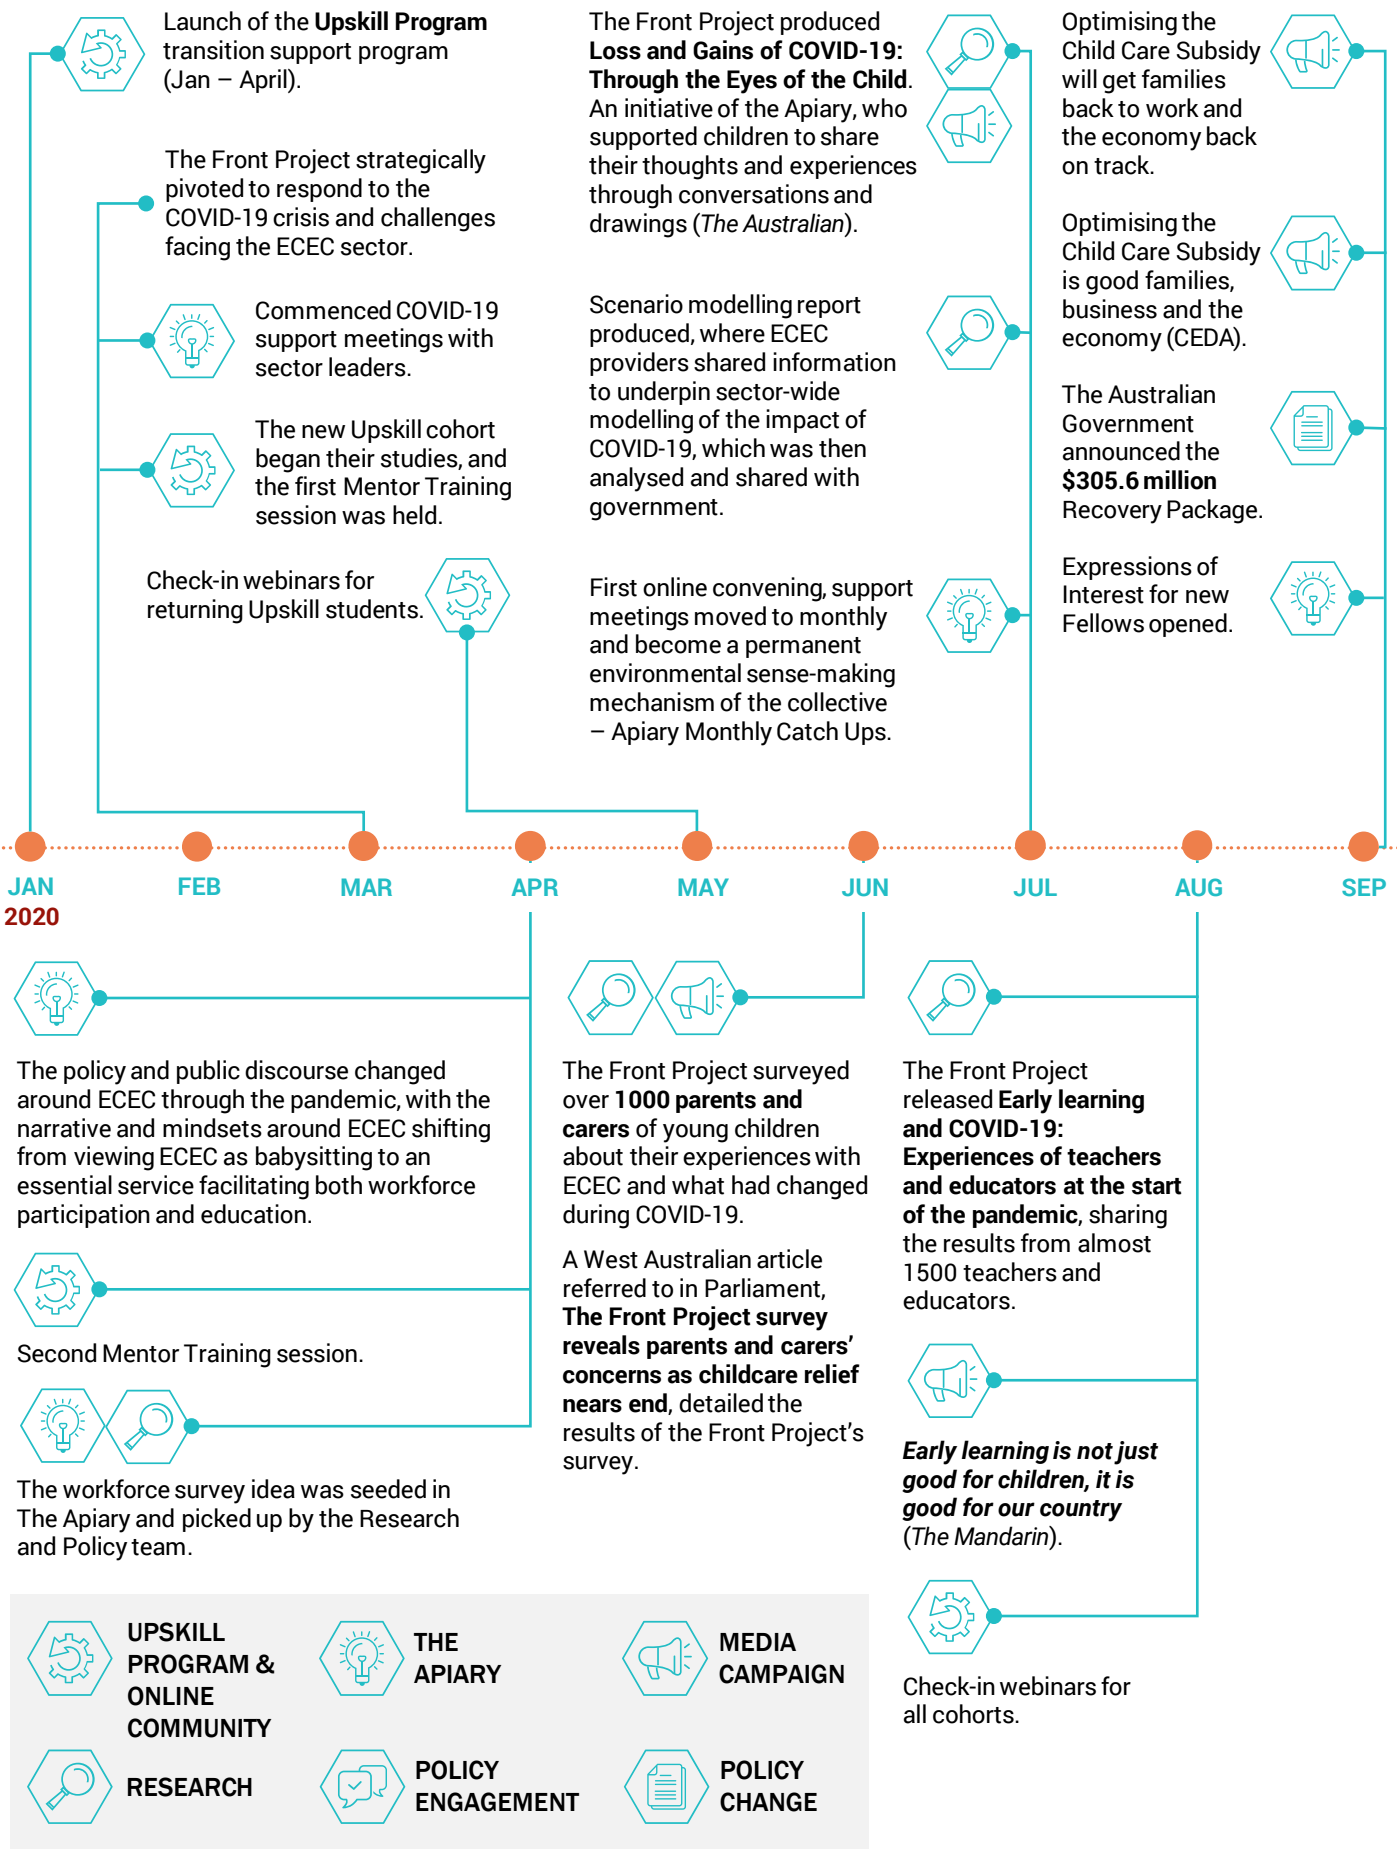 Launch of the Upskill Program
transition support program
(Jan – April).
The Front Project strategically
pivoted to respond to the
COVID-19 crisis and challenges
facing the ECEC sector.
Commenced COVID-19
support meetings with
sector leaders.
The new Upskill cohort
began their studies, and
the first Mentor Training
session was held.
Check-in webinars for
returning Upskill students.
The Front Project produced
Loss and Gains of COVID-19:
Through the Eyes of the Child.
An initiative of the Apiary, who
supported children to share
their thoughts and experiences
through conversations and
drawings (The Australian).
Scenario modelling report
produced, where ECEC
providers shared information
to underpin sector-wide
modelling of the impact of
COVID-19, which was then
analysed and shared with
government.
First online convening, support
meetings moved to monthly
and become a permanent
environmental sense-making
mechanism of the collective
– Apiary Monthly Catch Ups.
Optimising the
Child Care Subsidy
will get families
back to work and
the economy back
on track.
Optimising the
Child Care Subsidy
is good families,
business and the
economy (CEDA).
The Australian
Government
announced the
$305.6 million
Recovery Package.
Expressions of
Interest for new
Fellows opened.
JAN
2020
FEB
MAR
APR
MAY
JUN
JUL
AUG
SEP
The policy and public discourse changed
around ECEC through the pandemic, with the
narrative and mindsets around ECEC shifting
from viewing ECEC as babysitting to an
essential service facilitating both workforce
participation and education.
Second Mentor Training session.
The workforce survey idea was seeded in
The Apiary and picked up by the Research
and Policy team.
The Front Project surveyed
over 1000 parents and
carers of young children
about their experiences with
ECEC and what had changed
during COVID-19.
A West Australian article
referred to in Parliament,
The Front Project survey
reveals parents and carers’
concerns as childcare relief
nears end, detailed the
results of the Front Project’s
survey.
The Front Project
released Early learning
and COVID-19:
Experiences of teachers
and educators at the start
of the pandemic, sharing
the results from almost
1500 teachers and
educators.
Early learning is not just
good for children, it is
good for our country
(The Mandarin).
Check-in webinars for
all cohorts.
UPSKILL
PROGRAM &
ONLINE
COMMUNITY
THE
APIARY
MEDIA
CAMPAIGN
RESEARCH
POLICY
ENGAGEMENT
POLICY
CHANGE